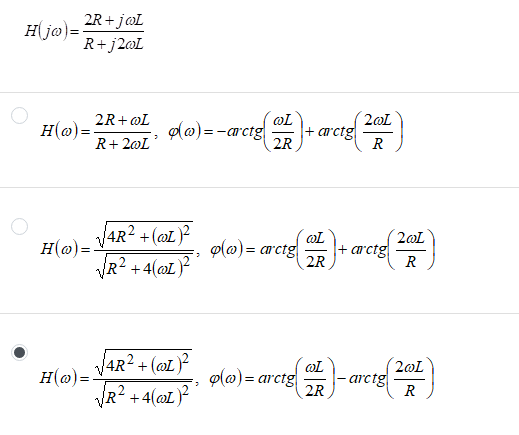 H(jω)= (2R+jωL)/(R+j2ωL)
H(ω)= (2R+ωL)/(R+2ωL), φ(ω)=−arctg(ωL/2R)+arctg(2ωL/R)
H(ω)= √(4R²+(ωL)²)/√(R²+4(ωL)²), φ(ω)=arctg(ωL/2R)+arctg(2ωL/R)
H(ω)= √(4R²+(ωL)²)/√(R²+4(ωL)²), φ(ω)=arctg(ωL/2R)−arctg(2ωL/R)